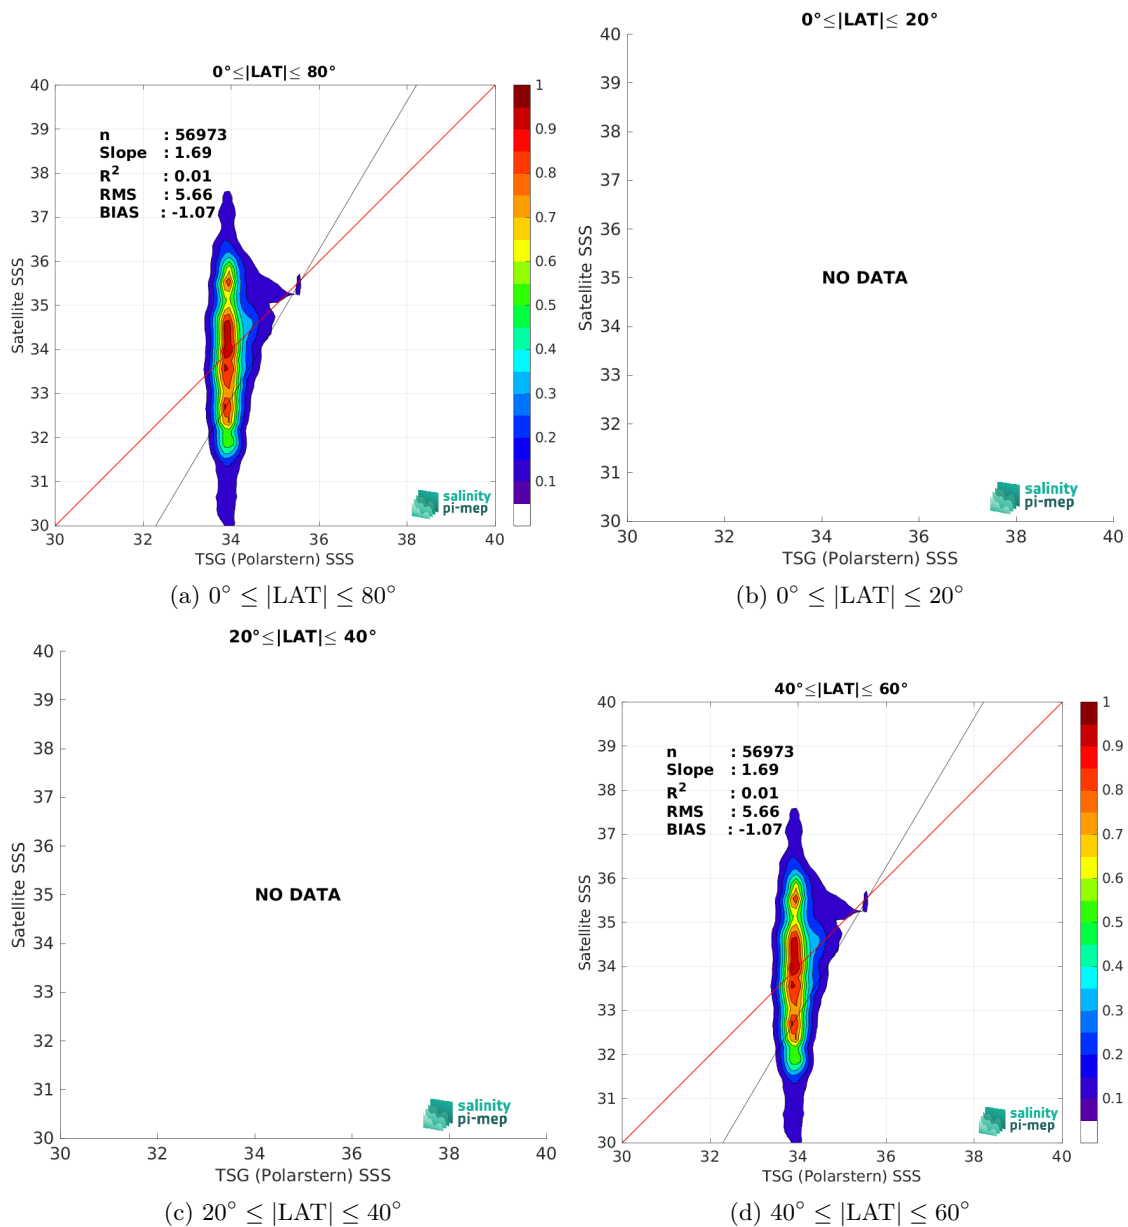 0°≤|LAT|≤ 80°
40
39
38
37
36
35
34
33
32
31
30
Satellite SSS
n : 56973
Slope : 1.69
R² : 0.01
RMS : 5.66
BIAS : -1.07
salinity
pi-mep
30 32 34 36 38 40
TSG (Polarstern) SSS
1
0.9
0.8
0.7
0.6
0.5
0.4
0.3
0.2
0.1
(a) 0° ≤ |LAT| ≤ 80°
0°≤|LAT|≤ 20°
40
39
38
37
36
35
34
33
32
31
30
Satellite SSS
NO DATA
salinity
pi-mep
30 32 34 36 38 40
TSG (Polarstern) SSS
(b) 0° ≤ |LAT| ≤ 20°
20°≤|LAT|≤ 40°
40
39
38
37
36
35
34
33
32
31
30
Satellite SSS
NO DATA
salinity
pi-mep
30 32 34 36 38 40
TSG (Polarstern) SSS
(c) 20° ≤ |LAT| ≤ 40°
40°≤|LAT|≤ 60°
40
39
38
37
36
35
34
33
32
31
30
Satellite SSS
n : 56973
Slope : 1.69
R² : 0.01
RMS : 5.66
BIAS : -1.07
salinity
pi-mep
30 32 34 36 38 40
TSG (Polarstern) SSS
1
0.9
0.8
0.7
0.6
0.5
0.4
0.3
0.2
0.1
(d) 40° ≤ |LAT| ≤ 60°